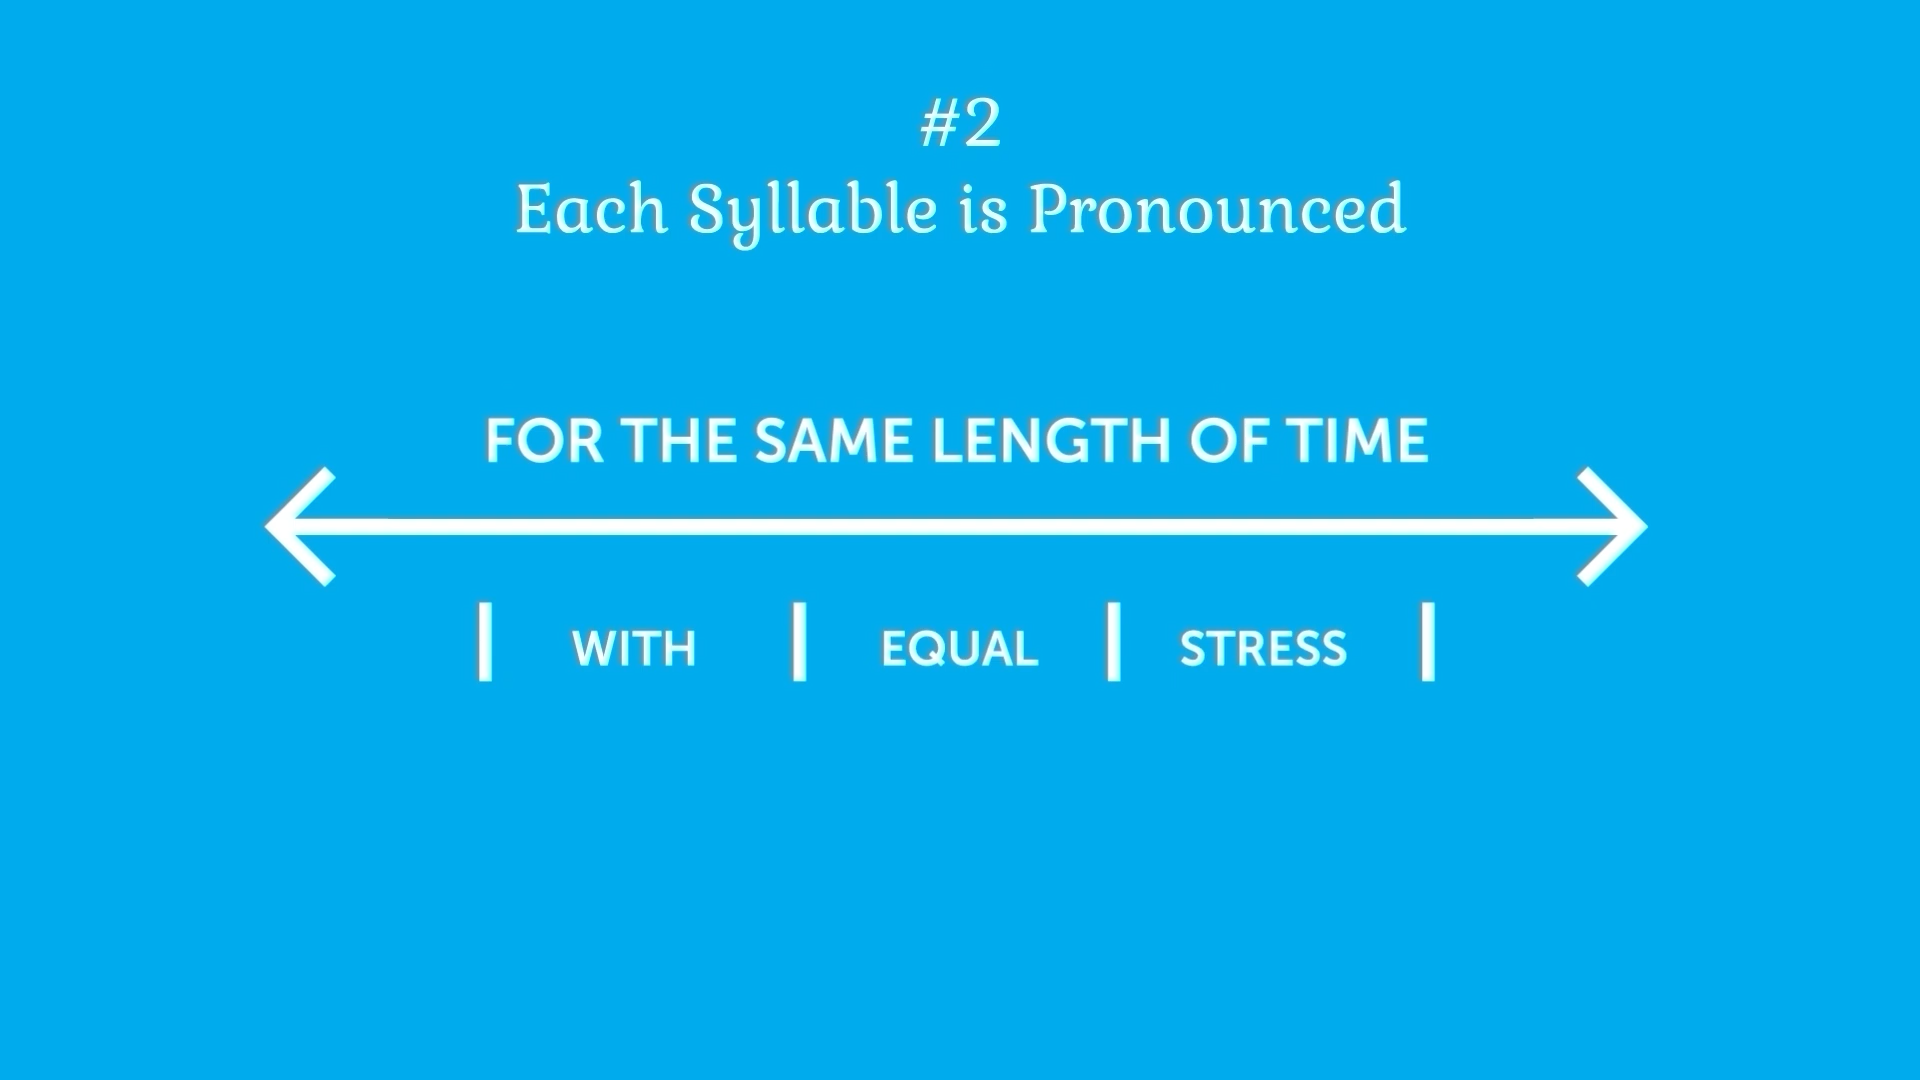 #2
Each Syllable is Pronounced
FOR THE SAME LENGTH OF TIME
WITH EQUAL STRESS